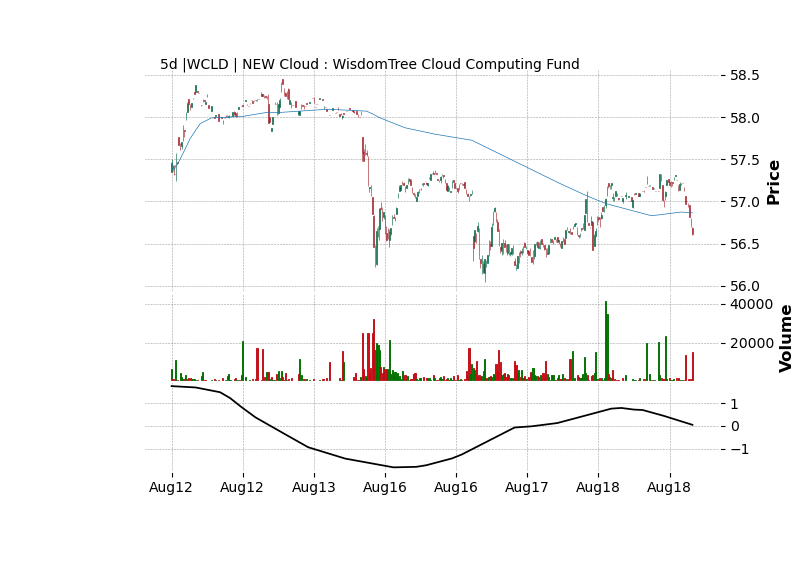 5d |WCLD | NEW Cloud : WisdomTree Cloud Computing Fund
58.5
58.0
57.5
57.0
56.5
56.0
Price
40000
20000
Volume
1
0
−1
Aug12 Aug12 Aug13 Aug16 Aug16 Aug17 Aug18 Aug18